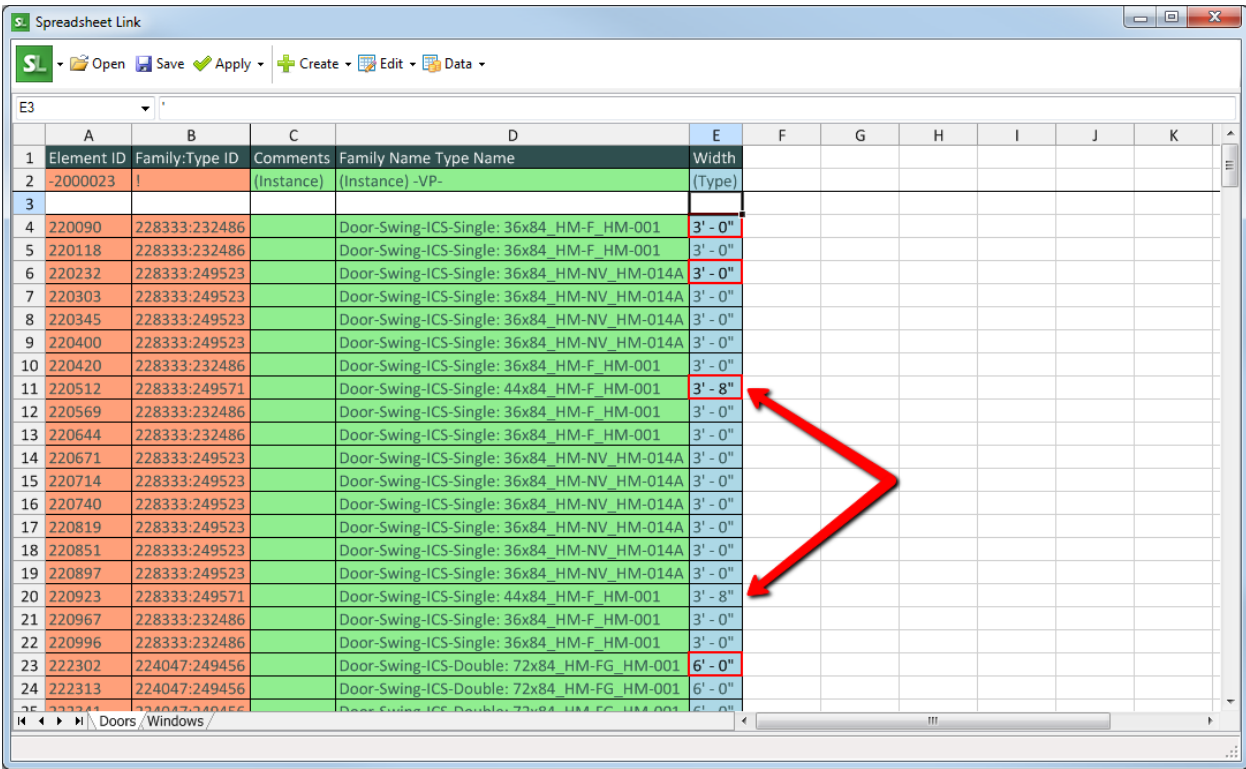 SL Spreadsheet Link
SL Open Save Apply Create Edit Data
E3 '
A B C D E F G H I J K
1 Element ID Family:Type ID Comments Family Name Type Name Width
2 -2000023 ! (Instance) (Instance) -VP- (Type)
3
4 220090 228333:232486 Door-Swing-ICS-Single: 36x84_HM-F_HM-001 3' - 0"
5 220118 228333:232486 Door-Swing-ICS-Single: 36x84_HM-F_HM-001 3' - 0"
6 220232 228333:249523 Door-Swing-ICS-Single: 36x84_HM-NV_HM-014A 3' - 0"
7 220303 228333:249523 Door-Swing-ICS-Single: 36x84_HM-NV_HM-014A 3' - 0"
8 220345 228333:249523 Door-Swing-ICS-Single: 36x84_HM-NV_HM-014A 3' - 0"
9 220400 228333:249523 Door-Swing-ICS-Single: 36x84_HM-NV_HM-014A 3' - 0"
10 220420 228333:232486 Door-Swing-ICS-Single: 36x84_HM-F_HM-001 3' - 0"
11 220512 228333:249571 Door-Swing-ICS-Single: 44x84_HM-F_HM-001 3' - 8"
12 220569 228333:232486 Door-Swing-ICS-Single: 36x84_HM-F_HM-001 3' - 0"
13 220644 228333:232486 Door-Swing-ICS-Single: 36x84_HM-F_HM-001 3' - 0"
14 220671 228333:249523 Door-Swing-ICS-Single: 36x84_HM-NV_HM-014A 3' - 0"
15 220714 228333:249523 Door-Swing-ICS-Single: 36x84_HM-NV_HM-014A 3' - 0"
16 220740 228333:249523 Door-Swing-ICS-Single: 36x84_HM-NV_HM-014A 3' - 0"
17 220819 228333:249523 Door-Swing-ICS-Single: 36x84_HM-NV_HM-014A 3' - 0"
18 220851 228333:249523 Door-Swing-ICS-Single: 36x84_HM-NV_HM-014A 3' - 0"
19 220897 228333:249523 Door-Swing-ICS-Single: 36x84_HM-NV_HM-014A 3' - 0"
20 220923 228333:249571 Door-Swing-ICS-Single: 44x84_HM-F_HM-001 3' - 8"
21 220967 228333:232486 Door-Swing-ICS-Single: 36x84_HM-F_HM-001 3' - 0"
22 220996 228333:232486 Door-Swing-ICS-Single: 36x84_HM-F_HM-001 3' - 0"
23 222302 224047:249456 Door-Swing-ICS-Double: 72x84_HM-FG_HM-001 6' - 0"
24 222313 224047:249456 Door-Swing-ICS-Double: 72x84_HM-FG_HM-001 6' - 0"
25 222341 224047:249456 Door-Swing-ICS-Double: 72x84_HM-FG_HM-001 6' - 0"
Doors Windows